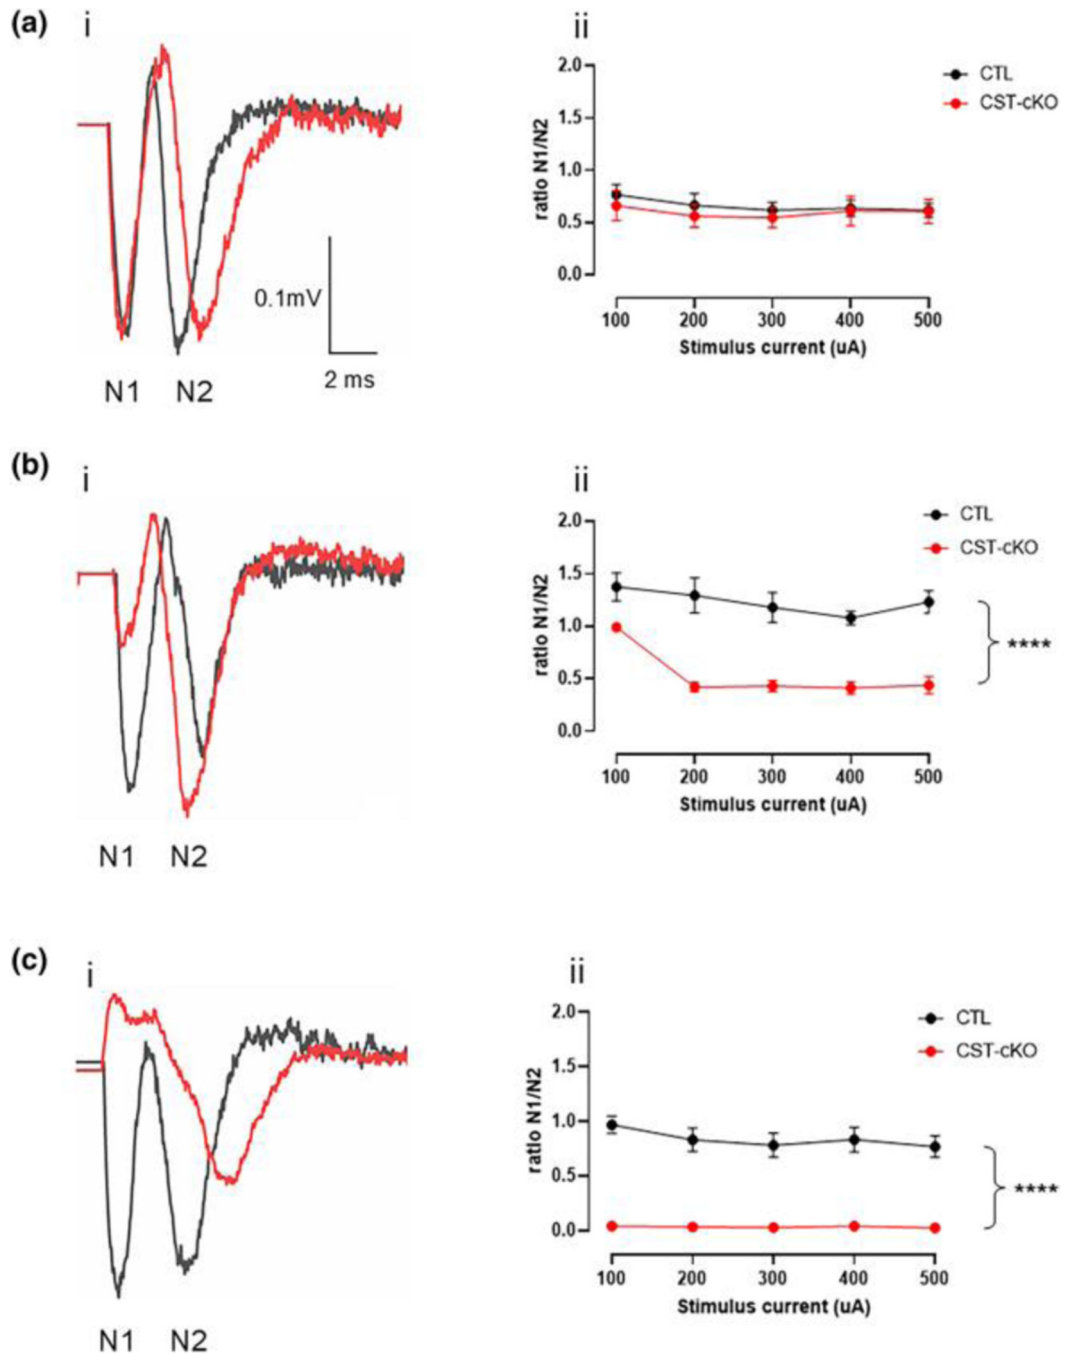 (a)
i
0.1mV
2 ms
N1 N2
ii
2.0
1.5
1.0
0.5
0.0
ratio N1/N2
100 200 300 400 500
Stimulus current (uA)
CTL
CST-cKO
(b)
i
N1 N2
ii
2.0
1.5
1.0
0.5
0.0
ratio N1/N2
100 200 300 400 500
Stimulus current (uA)
CTL
CST-cKO
****
(c)
i
N1 N2
ii
2.0
1.5
1.0
0.5
0.0
ratio N1/N2
100 200 300 400 500
Stimulus current (uA)
CTL
CST-cKO
****